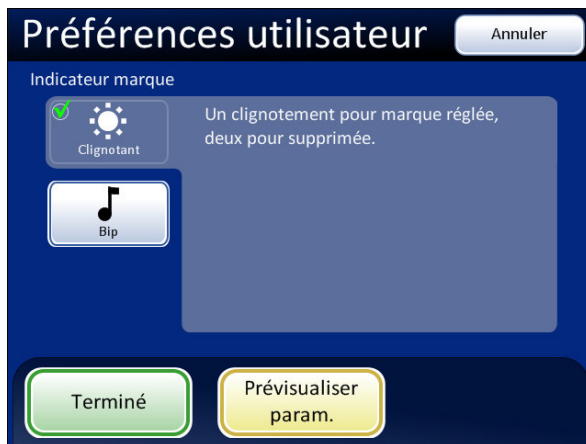 Préférences utilisateur
Annuler
Indicateur marque
Clignotant
Un clignotement pour marque réglée,
deux pour supprimée.
Bip
Terminé
Prévisualiser
param.